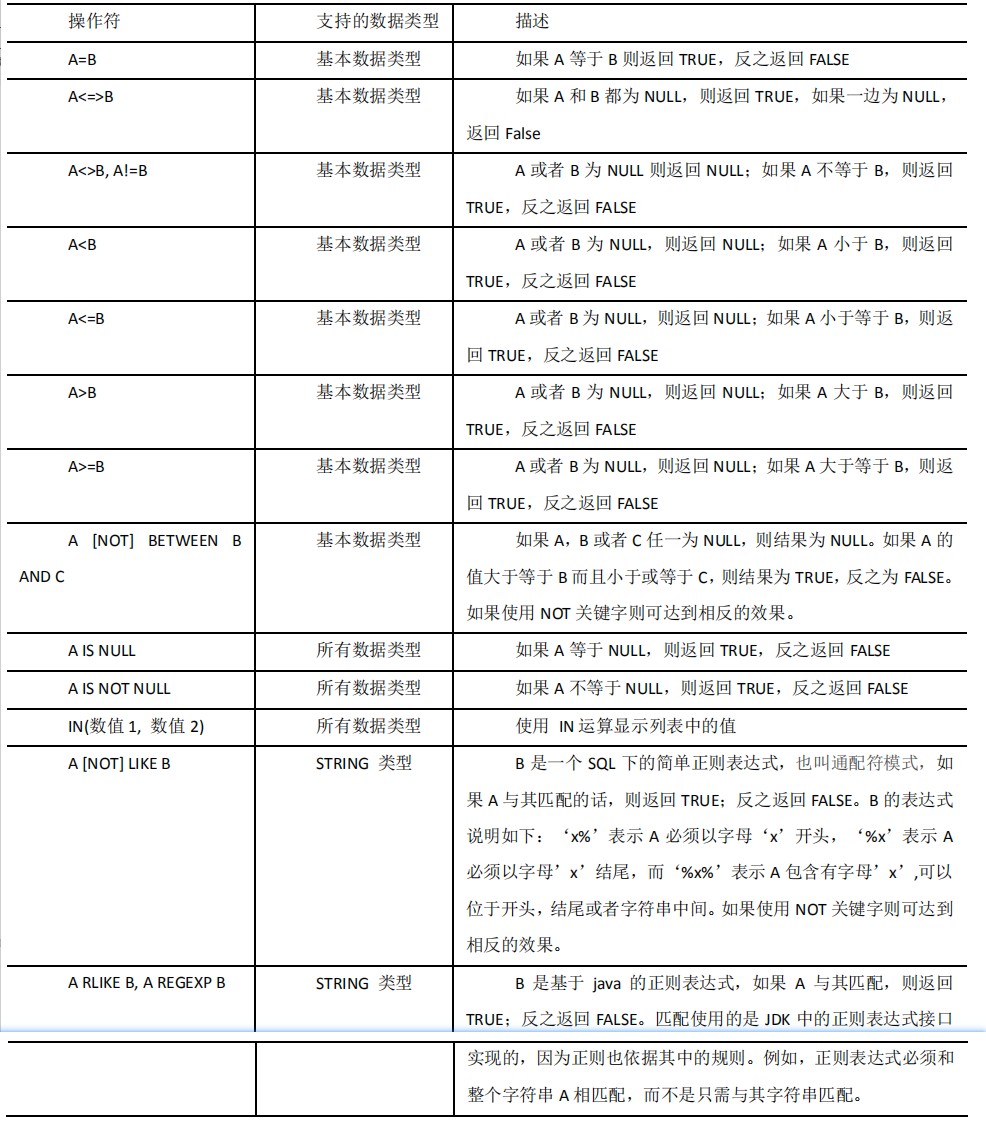 操作符 支持的数据类型 描述
A=B 基本数据类型 如果 A 等于 B 则返回 TRUE，反之返回 FALSE
A<=>B 基本数据类型 如果 A 和 B 都为 NULL，则返回 TRUE，如果一边为 NULL，
返回 False
A<>B, A!=B 基本数据类型 A 或者 B 为 NULL 则返回 NULL；如果 A 不等于 B，则返回
TRUE，反之返回 FALSE
A<B 基本数据类型 A 或者 B 为 NULL，则返回 NULL；如果 A 小于 B，则返回
TRUE，反之返回 FALSE
A<=B 基本数据类型 A 或者 B 为 NULL，则返回 NULL；如果 A 小于等于 B，则返
回 TRUE，反之返回 FALSE
A>B 基本数据类型 A 或者 B 为 NULL，则返回 NULL；如果 A 大于 B，则返回
TRUE，反之返回 FALSE
A>=B 基本数据类型 A 或者 B 为 NULL，则返回 NULL；如果 A 大于等于 B，则返
回 TRUE，反之返回 FALSE
A [NOT] BETWEEN B 基本数据类型 如果 A，B 或者 C 任一为 NULL，则结果为 NULL。如果 A 的
AND C 值大于等于 B 而且小于或等于 C，则结果为 TRUE，反之为 FALSE。
如果使用 NOT 关键字则可达到相反的效果。
A IS NULL 所有数据类型 如果 A 等于 NULL，则返回 TRUE，反之返回 FALSE
A IS NOT NULL 所有数据类型 如果 A 不等于 NULL，则返回 TRUE，反之返回 FALSE
IN(数值 1, 数值 2) 所有数据类型 使用 IN 运算显示列表中的值
A [NOT] LIKE B STRING 类型 B 是一个 SQL 下的简单正则表达式，也叫通配符模式，如
果 A 与其匹配的话，则返回 TRUE；反之返回 FALSE。B 的表达式
说明如下：‘x%’表示 A 必须以字母‘x’开头，‘%x’表示 A
必须以字母’x’结尾，而‘%x%’表示 A 包含有字母’x’,可以
位于开头，结尾或者字符串中间。如果使用 NOT 关键字则可达到
相反的效果。
A RLIKE B, A REGEXP B STRING 类型 B 是基于 java 的正则表达式，如果 A 与其匹配，则返回
TRUE；反之返回 FALSE。匹配使用的是 JDK 中的正则表达式接口
实现的，因为正则也依据其中的规则。例如，正则表达式必须和
整个字符串 A 相匹配，而不是只需与其字符串匹配。